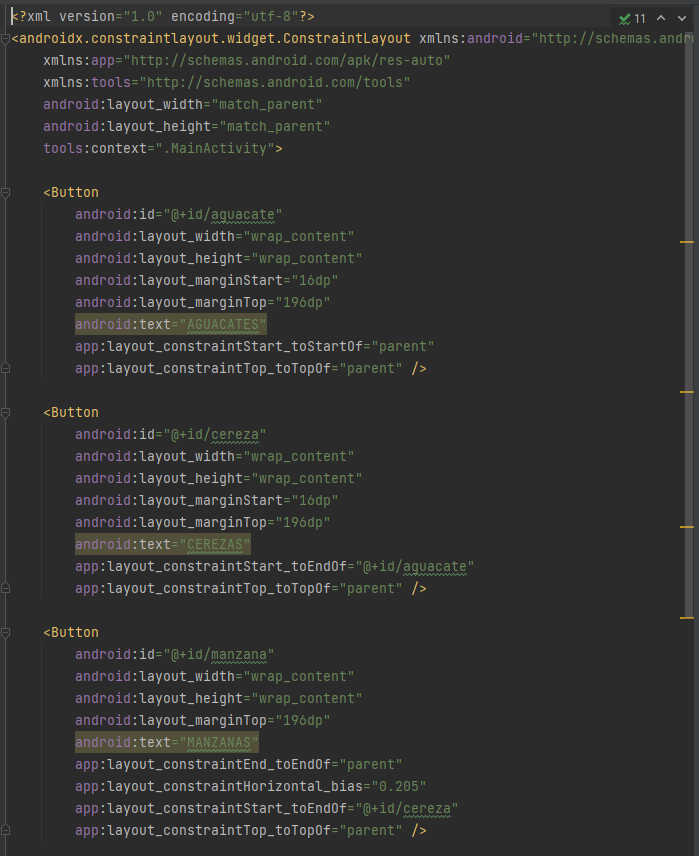 <?xml version="1.0" encoding="utf-8"?>
11
<androidx.constraintlayout.widget.ConstraintLayout xmlns:android="http://schemas.andr
xmlns:app="http://schemas.android.com/apk/res-auto"
xmlns:tools="http://schemas.android.com/tools"
android:layout_width="match_parent"
android:layout_height="match_parent"
tools:context=".MainActivity">
<Button
android:id="@+id/aguacate"
android:layout_width="wrap_content"
android:layout_height="wrap_content"
android:layout_marginStart="16dp"
android:layout_marginTop="196dp"
android:text="AGUACATES"
app:layout_constraintStart_toStartOf="parent"
app:layout_constraintTop_toTopOf="parent" />
<Button
android:id="@+id/cereza"
android:layout_width="wrap_content"
android:layout_height="wrap_content"
android:layout_marginStart="16dp"
android:layout_marginTop="196dp"
android:text="CEREZAS"
app:layout_constraintStart_toEndOf="@+id/aguacate"
app:layout_constraintTop_toTopOf="parent" />
<Button
android:id="@+id/manzana"
android:layout_width="wrap_content"
android:layout_height="wrap_content"
android:layout_marginTop="196dp"
android:text="MANZANAS"
app:layout_constraintEnd_toEndOf="parent"
app:layout_constraintHorizontal_bias="0.205"
app:layout_constraintStart_toEndOf="@+id/cereza"
app:layout_constraintTop_toTopOf="parent" />